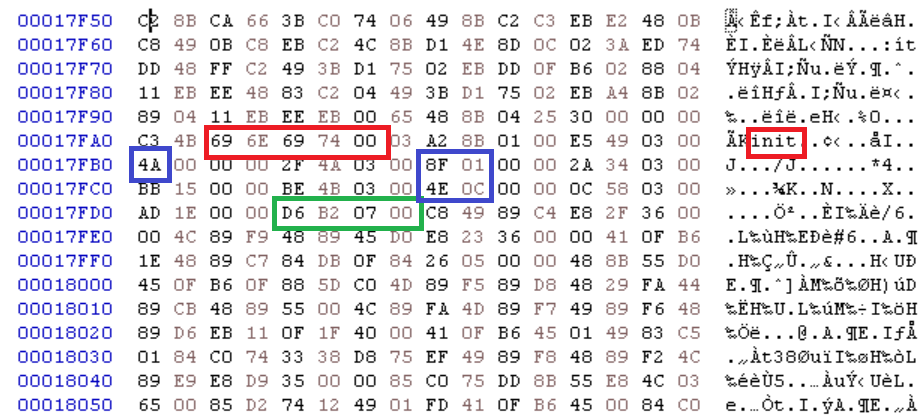 00017F50 C2 8B CA 66 3B C0 74 06 49 8B C2 C3 EB E2 48 0B Â‹Êf;Àt.I‹ÂÃëâH.
00017F60 C8 49 0B C8 EB C2 4C 8B D1 4E 8D 0C 02 3A ED 74 ÈI.ÈëÂL‹ÑN...:ít
00017F70 DD 48 FF C2 49 3B D1 75 02 EB DD 0F B6 02 88 04 ÝHÿÂI;Ñu.ëÝ.¶.ˆ.
00017F80 11 EB EE 48 83 C2 04 49 3B D1 75 02 EB A4 8B 02 .ëîHƒÂ.I;Ñu.ë¤‹.
00017F90 89 04 11 EB EE EB 00 65 48 8B 04 25 30 00 00 00 ‰..ëîë.eH‹.%0...
00017FA0 C3 4B 69 6E 69 74 00 03 A2 8B 01 00 E5 49 03 00 ÃKinit..¢‹..åI..
00017FB0 4A 00 00 00 2F 4A 03 00 8F 01 00 00 2A 34 03 00 J.../J......*4..
00017FC0 BB 15 00 00 BE 4B 03 00 4E 0C 00 00 0C 58 03 00 »...¾K..N....X..
00017FD0 AD 1E 00 00 D6 B2 07 00 C8 49 89 C4 E8 2F 36 00 ....Ö²..ÈI‰Äè/6.
00017FE0 00 4C 89 F9 48 89 45 D0 E8 23 36 00 00 41 0F B6 .L‰ùH‰EÐè#6..A.¶
00017FF0 1E 48 89 C7 84 DB 0F 84 26 05 00 00 48 8B 55 D0 .H‰Ç„Û.„&...H‹UÐ
00018000 45 0F B6 0F 88 5D C0 4D 89 F5 89 D8 48 29 FA 44 E.¶.ˆ]ÀM‰õ‰ØH)úD
00018010 89 CB 48 89 55 00 4C 89 FA 4D 89 F7 49 89 F6 48 ‰ËH‰U.L‰úM‰÷I‰öH
00018020 89 D6 EB 11 0F 1F 40 00 41 0F B6 45 01 49 83 C5 ‰Öë...@.A.¶E.IƒÅ
00018030 01 84 C0 74 33 38 D8 75 EF 49 89 F8 48 89 F2 4C .„Àt38ØuïI‰øH‰òL
00018040 89 E9 E8 D9 35 00 00 85 C0 75 DD 8B 55 E8 4C 03 ‰éèÙ5..…ÀuÝ‹UèL.
00018050 65 00 85 D2 74 12 49 01 FD 41 0F B6 45 00 84 C0 e.…Òt.I.ýA.¶E.„À